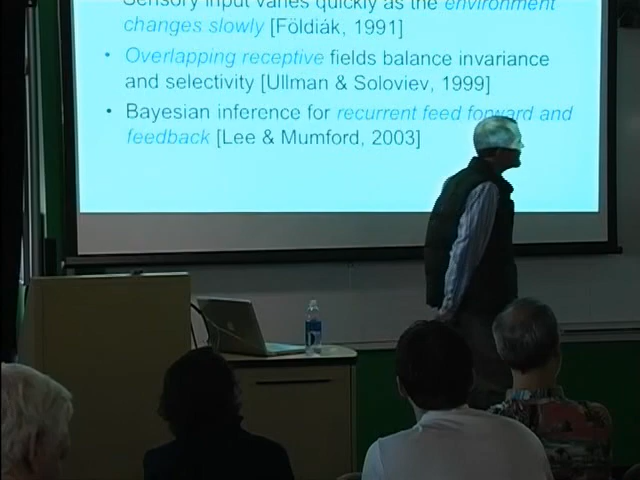 Sensory input varies quickly as the environment
changes slowly [Földiák, 1991]
• Overlapping receptive fields balance invariance
and selectivity [Ullman & Soloviev, 1999]
• Bayesian inference for recurrent feed forward and
feedback [Lee & Mumford, 2003]